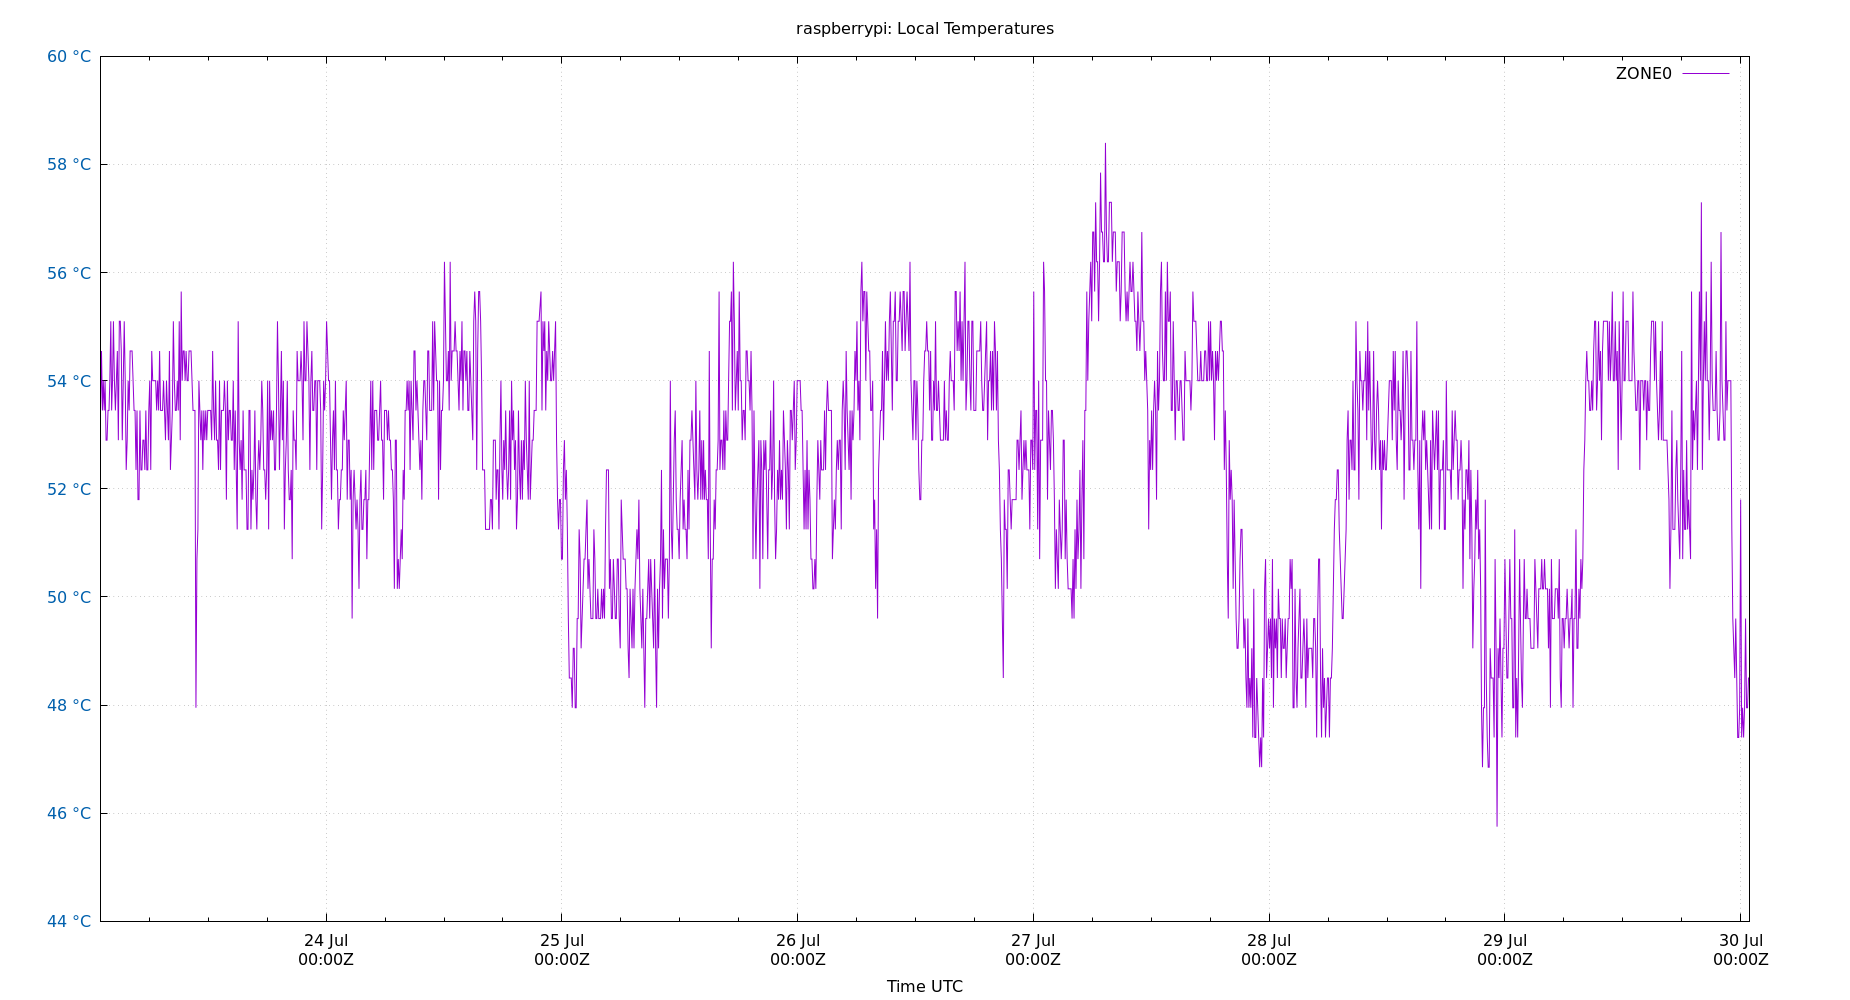 raspberrypi: Local Temperatures
60 °C
ZONE0
58 °C
56 °C
54 °C
52 °C
50 °C
48 °C
46 °C
44 °C
24 Jul
00:00Z
25 Jul
00:00Z
26 Jul
00:00Z
27 Jul
00:00Z
28 Jul
00:00Z
29 Jul
00:00Z
30 Jul
00:00Z
Time UTC